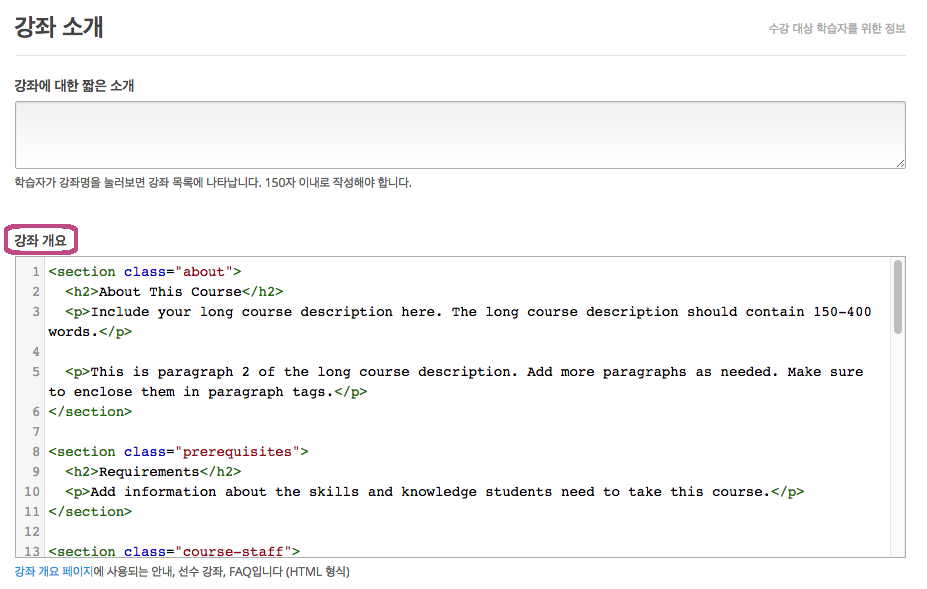 강좌 소개
수강 대상 학습자를 위한 정보
강좌에 대한 짧은 소개
학습자가 강좌명을 눌러보면 강좌 목록에 나타납니다. 150자 이내로 작성해야 합니다.
강좌 개요
1 <section class="about">
2 <h2>About This Course</h2>
3 <p>Include your long course description here. The long course description should contain 150-400
words.</p>
4
5 <p>This is paragraph 2 of the long course description. Add more paragraphs as needed. Make sure
to enclose them in paragraph tags.</p>
6 </section>
7
8 <section class="prerequisites">
9 <h2>Requirements</h2>
10 <p>Add information about the skills and knowledge students need to take this course.</p>
11 </section>
12
13 <section class="course-staff">
강좌 개요 페이지에 사용되는 안내, 선수 강좌, FAQ입니다 (HTML 형식)